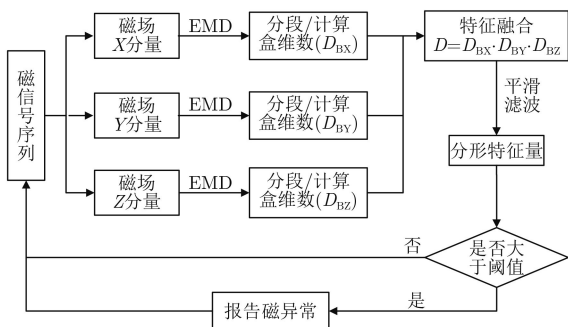 磁信号序列
磁场
X分量
EMD
分段/计算
盒维数(D_BX)
磁场
Y分量
EMD
分段/计算
盒维数(D_BY)
磁场
Z分量
EMD
分段/计算
盒维数(D_BZ)
特征融合
D=D_BX·D_BY·D_BZ
平滑
滤波
分形特征量
是否大
于阈值
否
是
报告磁异常